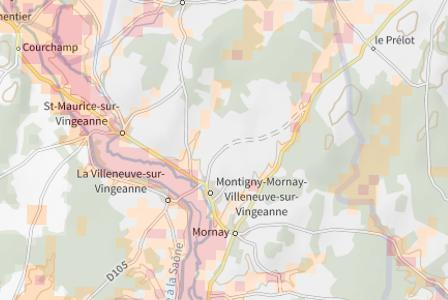 mentier
Courchamp
le Prélot
St-Maurice-sur-
Vingeanne
La Villeneuve-sur-
Vingeanne
Montigny-Mornay-
Villeneuve-sur-
Vingeanne
Mornay
D105
à la Saône